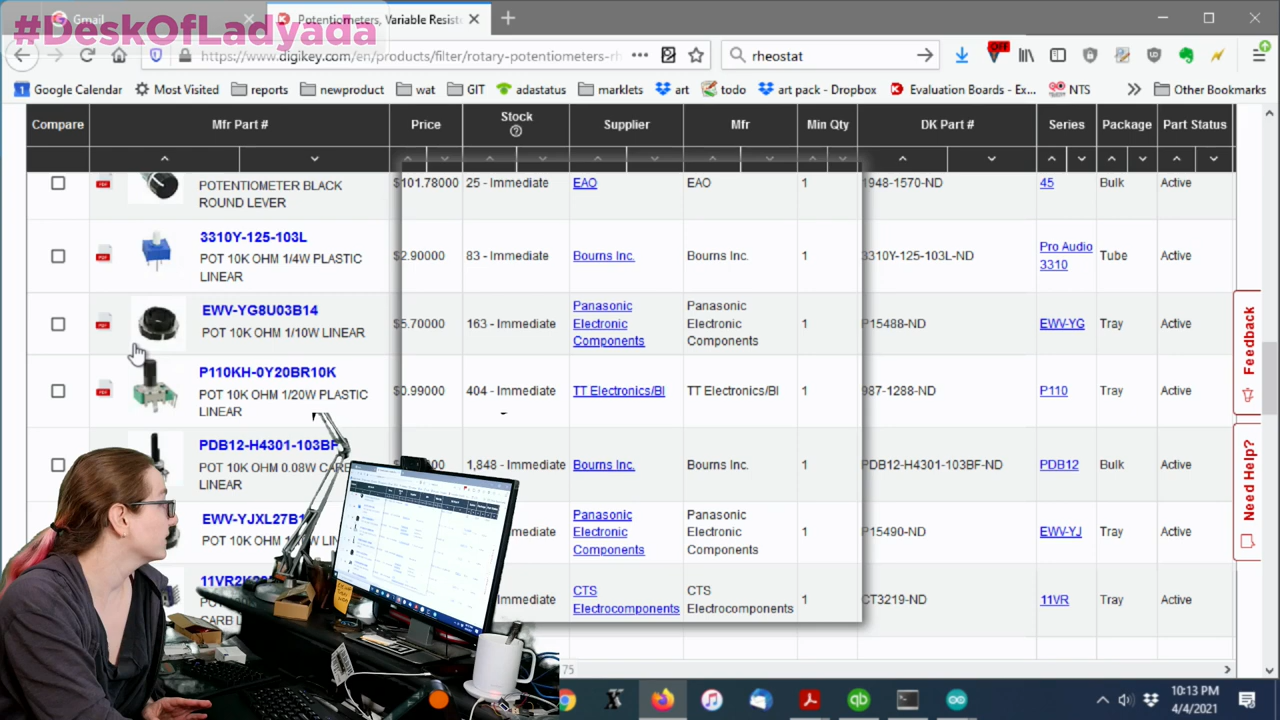 #DeskOfLadyada
Gmail
Potentiometers, Variable Resist
https://www.digikey.com/en/products/filter/rotary-potentiometers-rh
rheostat
OFF
Google Calendar
Most Visited
reports
newproduct
wat
GIT
adastatus
marklets
art
todo
art pack - Dropbox
Evaluation Boards - Ex...
NTS
Other Bookmarks
Compare
Mfr Part #
Price
Stock
Supplier
Mfr
Min Qty
DK Part #
Series
Package
Part Status
POTENTIOMETER BLACK
ROUND LEVER
$101.78000
25 - Immediate
EAO
EAO
1
1948-1570-ND
45
Bulk
Active
3310Y-125-103L
POT 10K OHM 1/4W PLASTIC
LINEAR
$2.90000
83 - Immediate
Bourns Inc.
Bourns Inc.
1
3310Y-125-103L-ND
Pro Audio
3310
Tube
Active
EWV-YG8U03B14
POT 10K OHM 1/10W LINEAR
$5.70000
163 - Immediate
Panasonic
Electronic
Components
Panasonic
Electronic
Components
1
P15488-ND
EWV-YG
Tray
Active
P110KH-0Y20BR10K
POT 10K OHM 1/20W PLASTIC
LINEAR
$0.99000
404 - Immediate
TT Electronics/BI
TT Electronics/BI
1
987-1288-ND
P110
Tray
Active
PDB12-H4301-103BF
POT 10K OHM 0.08W CARB
LINEAR
1,848 - Immediate
Bourns Inc.
Bourns Inc.
1
PDB12-H4301-103BF-ND
PDB12
Bulk
Active
EWV-YJXL27B1
POT 10K OHM
Immediate
Panasonic
Electronic
Components
Panasonic
Electronic
Components
1
P15490-ND
EWV-YJ
Tray
Active
Immediate
CTS
Electrocomponents
CTS
Electrocomponents
1
CT3219-ND
11VR
Tray
Active
Feedback
Need Help?
75
10:13 PM
4/4/2021